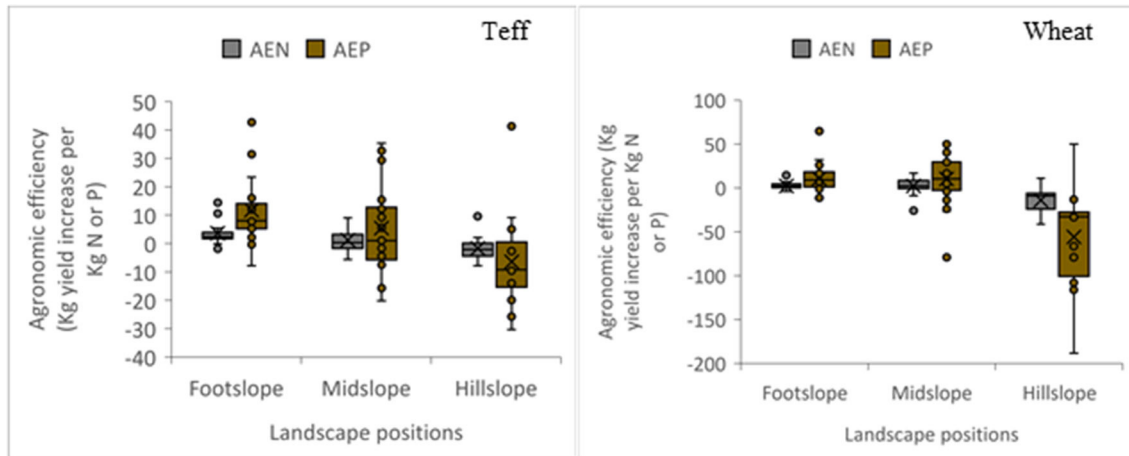 Teff
AEN AEP
Agronomic efficiency
(Kg yield increase per
Kg N or P)
50
40
30
20
10
0
-10
-20
-30
-40
Footslope Midslope Hillslope
Landscape positions
Wheat
AEN AEP
Agronomic efficiency (Kg
yield increase per Kg N
or P)
100
50
0
-50
-100
-150
-200
Footslope Midslope Hillslope
Landscape positions